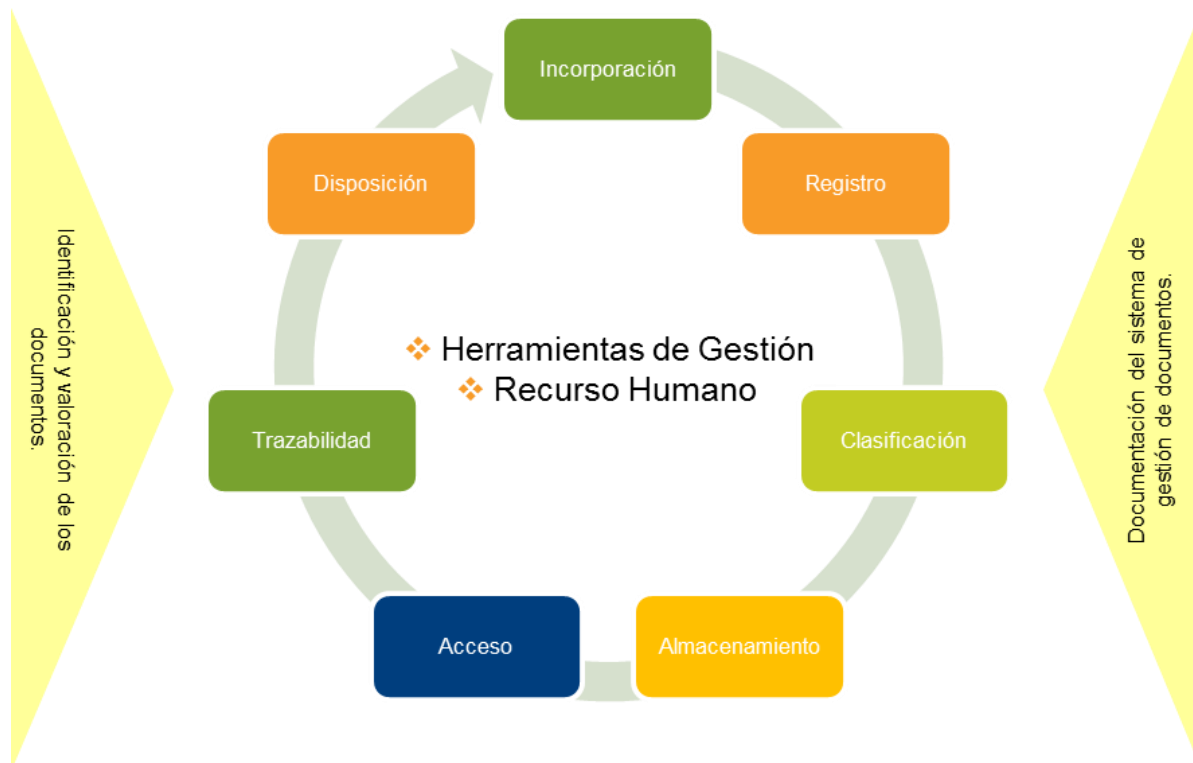 Incorporación
Registro
Clasificación
Almacenamiento
Acceso
Trazabilidad
Disposición
Herramientas de Gestión
Recurso Humano
Identificación y valoración de los
documentos.
Documentación del sistema de
gestión de documentos.